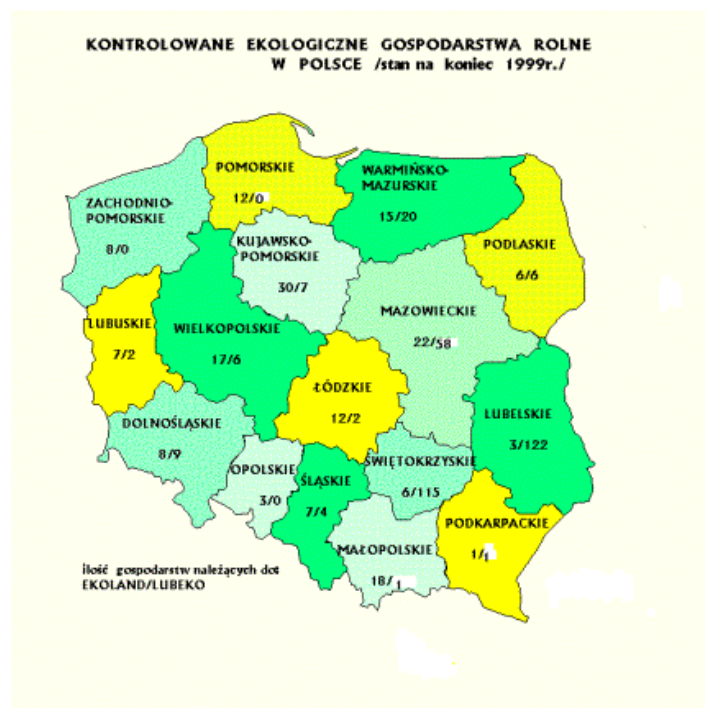 KONTROLOWANE EKOLOGICZNE GOSPODARSTWA ROLNE
W POLSCE /stan na koniec 1999r./
POMORSKIE
12/0
WARMIŃSKO-
MAZURSKIE
15/20
ZACHODNIO-
POMORSKIE
8/0
KUJAWSKO-
POMORSKIE
30/7
PODLASKIE
6/6
LUBUSKIE
7/2
WIELKOPOLSKIE
17/6
MAZOWIECKIE
22/58
ŁÓDZKIE
12/2
LUBELSKIE
3/122
DOLNOŚLĄSKIE
8/9
OPOLSKIE
3/0
ŚLĄSKIE
7/4
ŚWIĘTOKRZYSKIE
6/115
PODKARPACKIE
1/1
MAŁOPOLSKIE
18/1
ilość gospodarstw należących do:
EKOLAND/LUBEKO